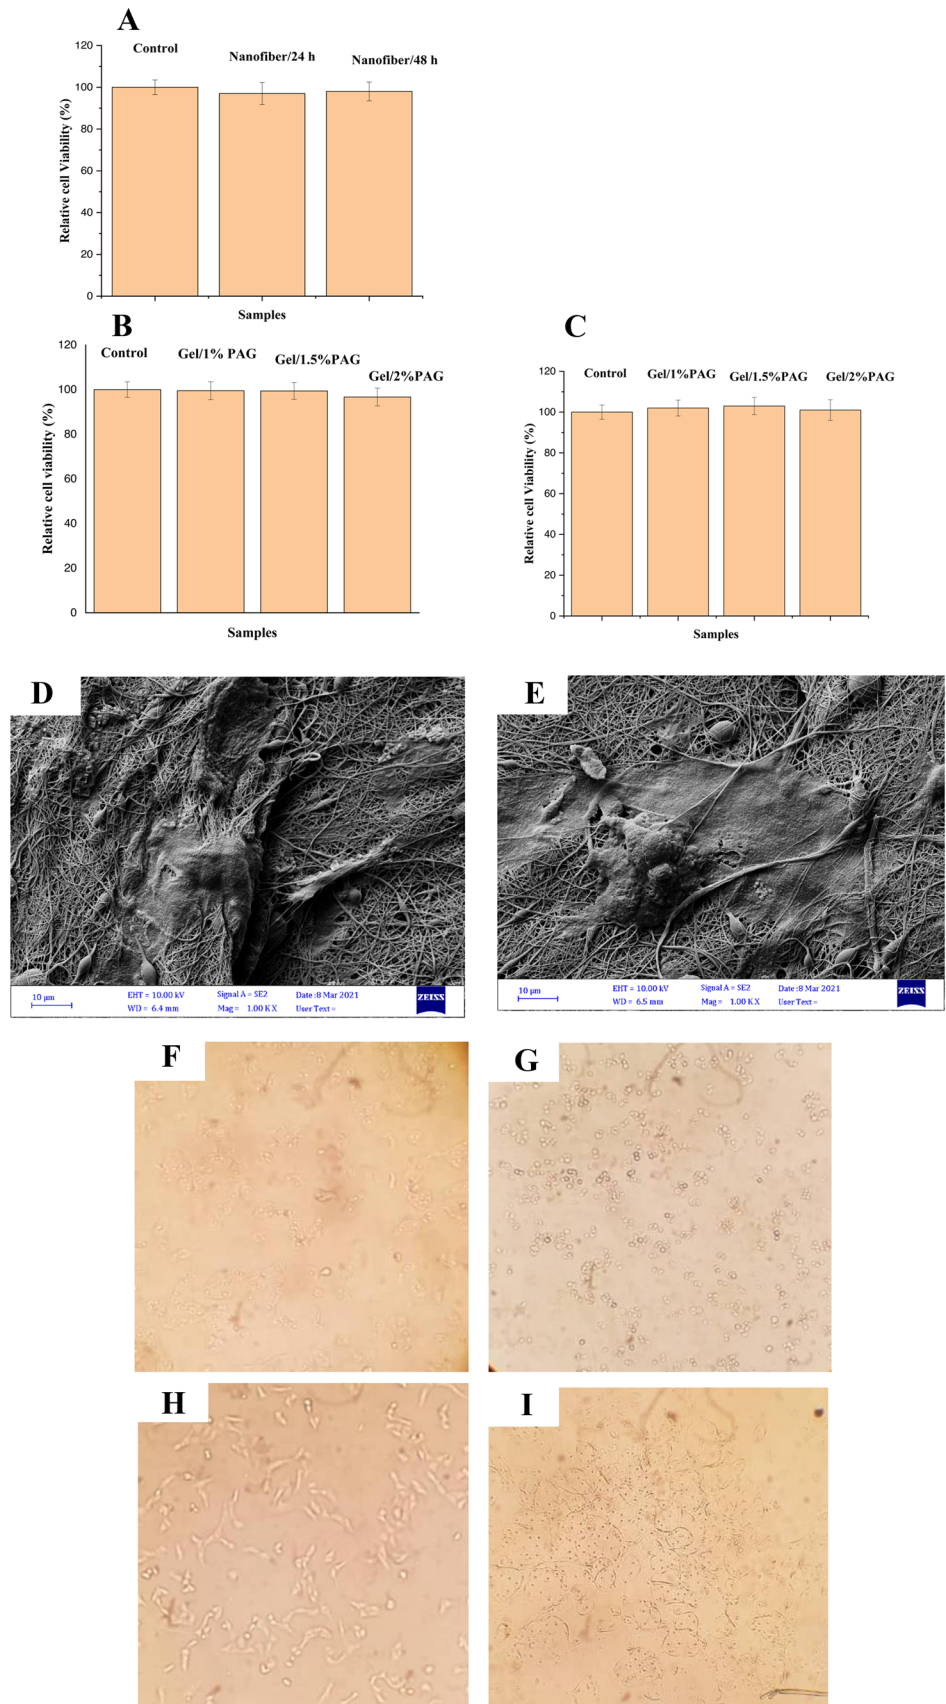 A
Control
Nanofiber/24 h
Nanofiber/48 h
120
100
80
60
40
20
0
Relative cell Viability (%)
Samples
B
Control
Gel/1% PAG
Gel/1.5%PAG
Gel/2%PAG
120
100
80
60
40
20
0
Relative cell viability (%)
Samples
C
Control
Gel/1%PAG
Gel/1.5%PAG
Gel/2%PAG
120
100
80
60
40
20
0
Relative cell Viability (%)
Samples
D
10 µm
EHT = 10.00 kV
WD = 6.4 mm
Signal A = SE2
Mag = 1.00 K X
Date :8 Mar 2021
User Text =
ZEISS
E
10 µm
EHT = 10.00 kV
WD = 6.5 mm
Signal A = SE2
Mag = 1.00 K X
Date :8 Mar 2021
User Text =
ZEISS
F
G
H
I